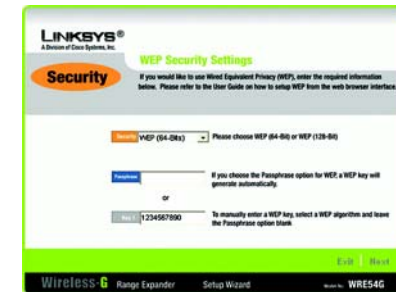 LINKSYS®
A Division of Cisco Systems, Inc.
WEP Security Settings
Security
If you would like to use Wired Equivalent Privacy (WEP), enter the required information
below. Please refer to the User Guide on how to setup WEP from the web browser interface.
Security WEP (64-Bits) Please choose WEP (64-Bit) or WEP (128-Bit)
Passphrase If you choose the Passphrase option for WEP, a WEP key will
generate automatically.
or
Key 1 1234567890 To manually enter a WEP key, select a WEP algorithm and leave
the Passphrase option blank
Exit Next
Wireless-G Range Expander Setup Wizard Model No. WRE54G